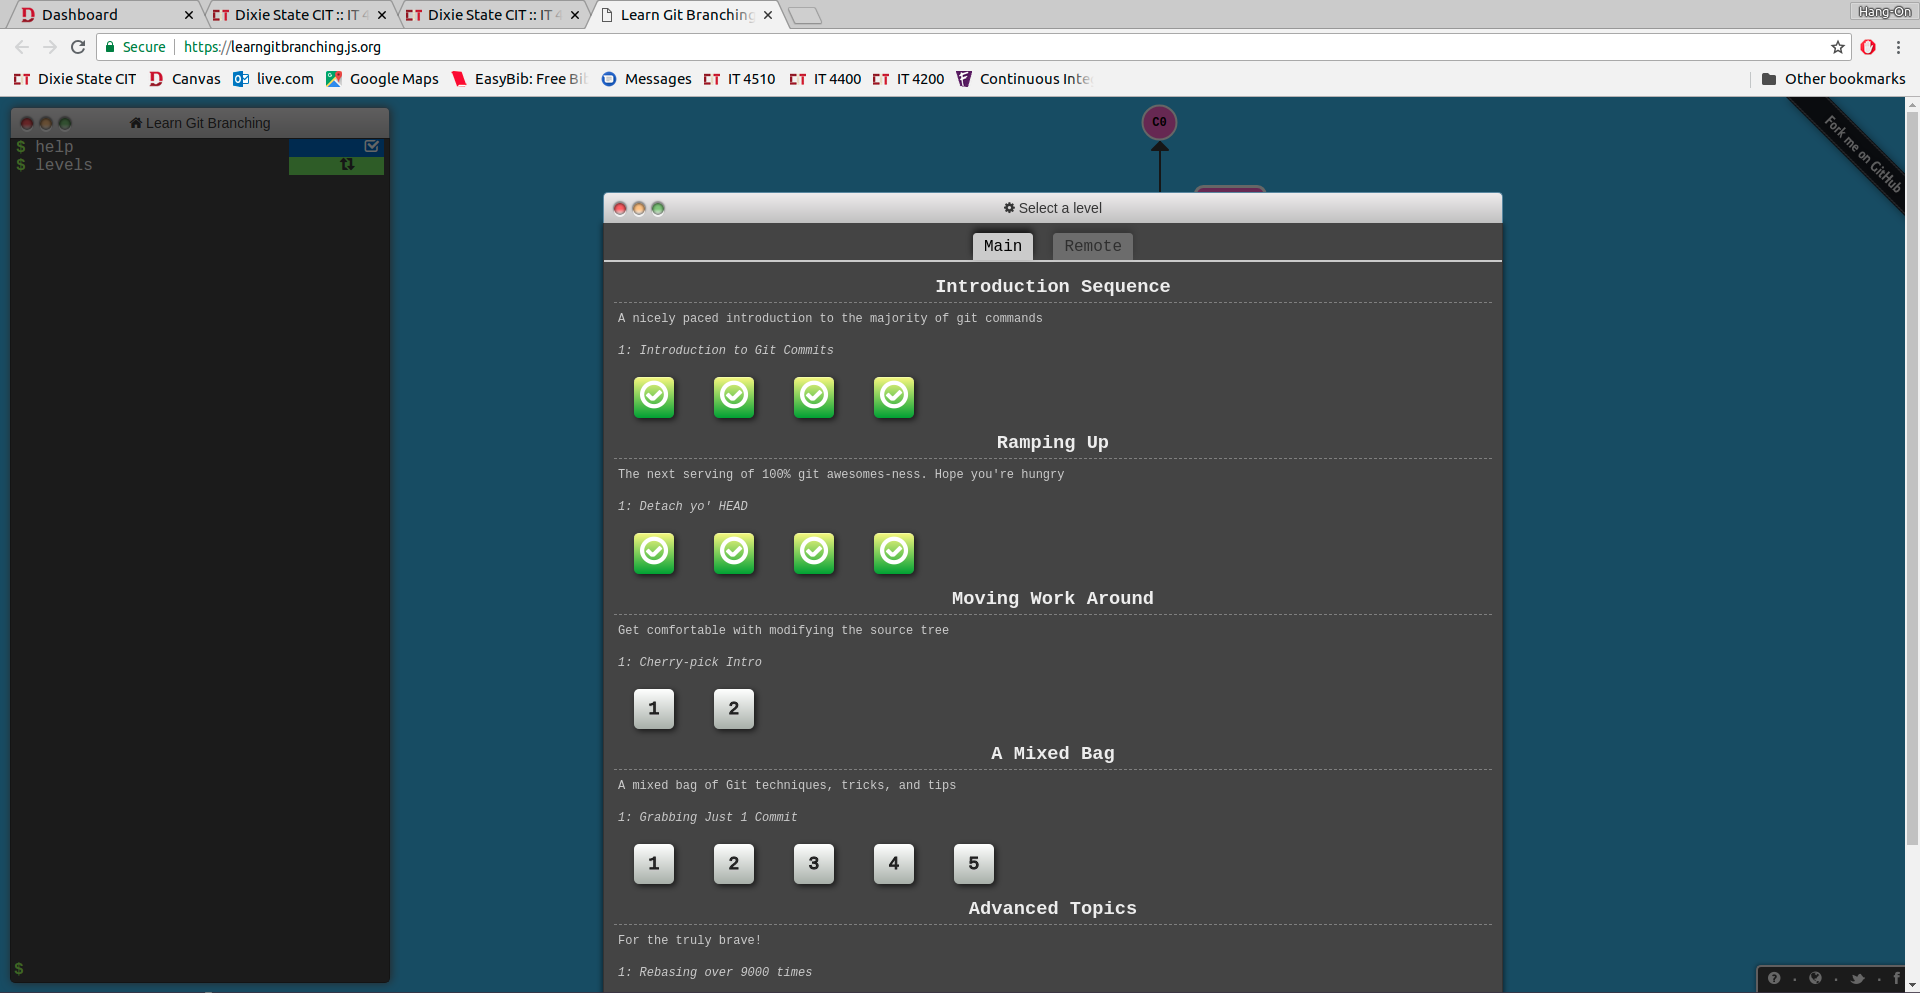 Dashboard
Dixie State CIT :: IT 4
Dixie State CIT :: IT 4
Learn Git Branching
Hang-On
Secure
https://learngitbranching.js.org
Dixie State CIT
Canvas
live.com
Google Maps
EasyBib: Free Bi
Messages
IT 4510
IT 4400
IT 4200
Continuous Inte
Other bookmarks
Learn Git Branching
$ help
$ levels
$
C0
Fork me on GitHub
Select a level
Main
Remote
Introduction Sequence
A nicely paced introduction to the majority of git commands
1: Introduction to Git Commits
Ramping Up
The next serving of 100% git awesomes-ness. Hope you're hungry
1: Detach yo' HEAD
Moving Work Around
Get comfortable with modifying the source tree
1: Cherry-pick Intro
1 2
A Mixed Bag
A mixed bag of Git techniques, tricks, and tips
1: Grabbing Just 1 Commit
1 2 3 4 5
Advanced Topics
For the truly brave!
1: Rebasing over 9000 times